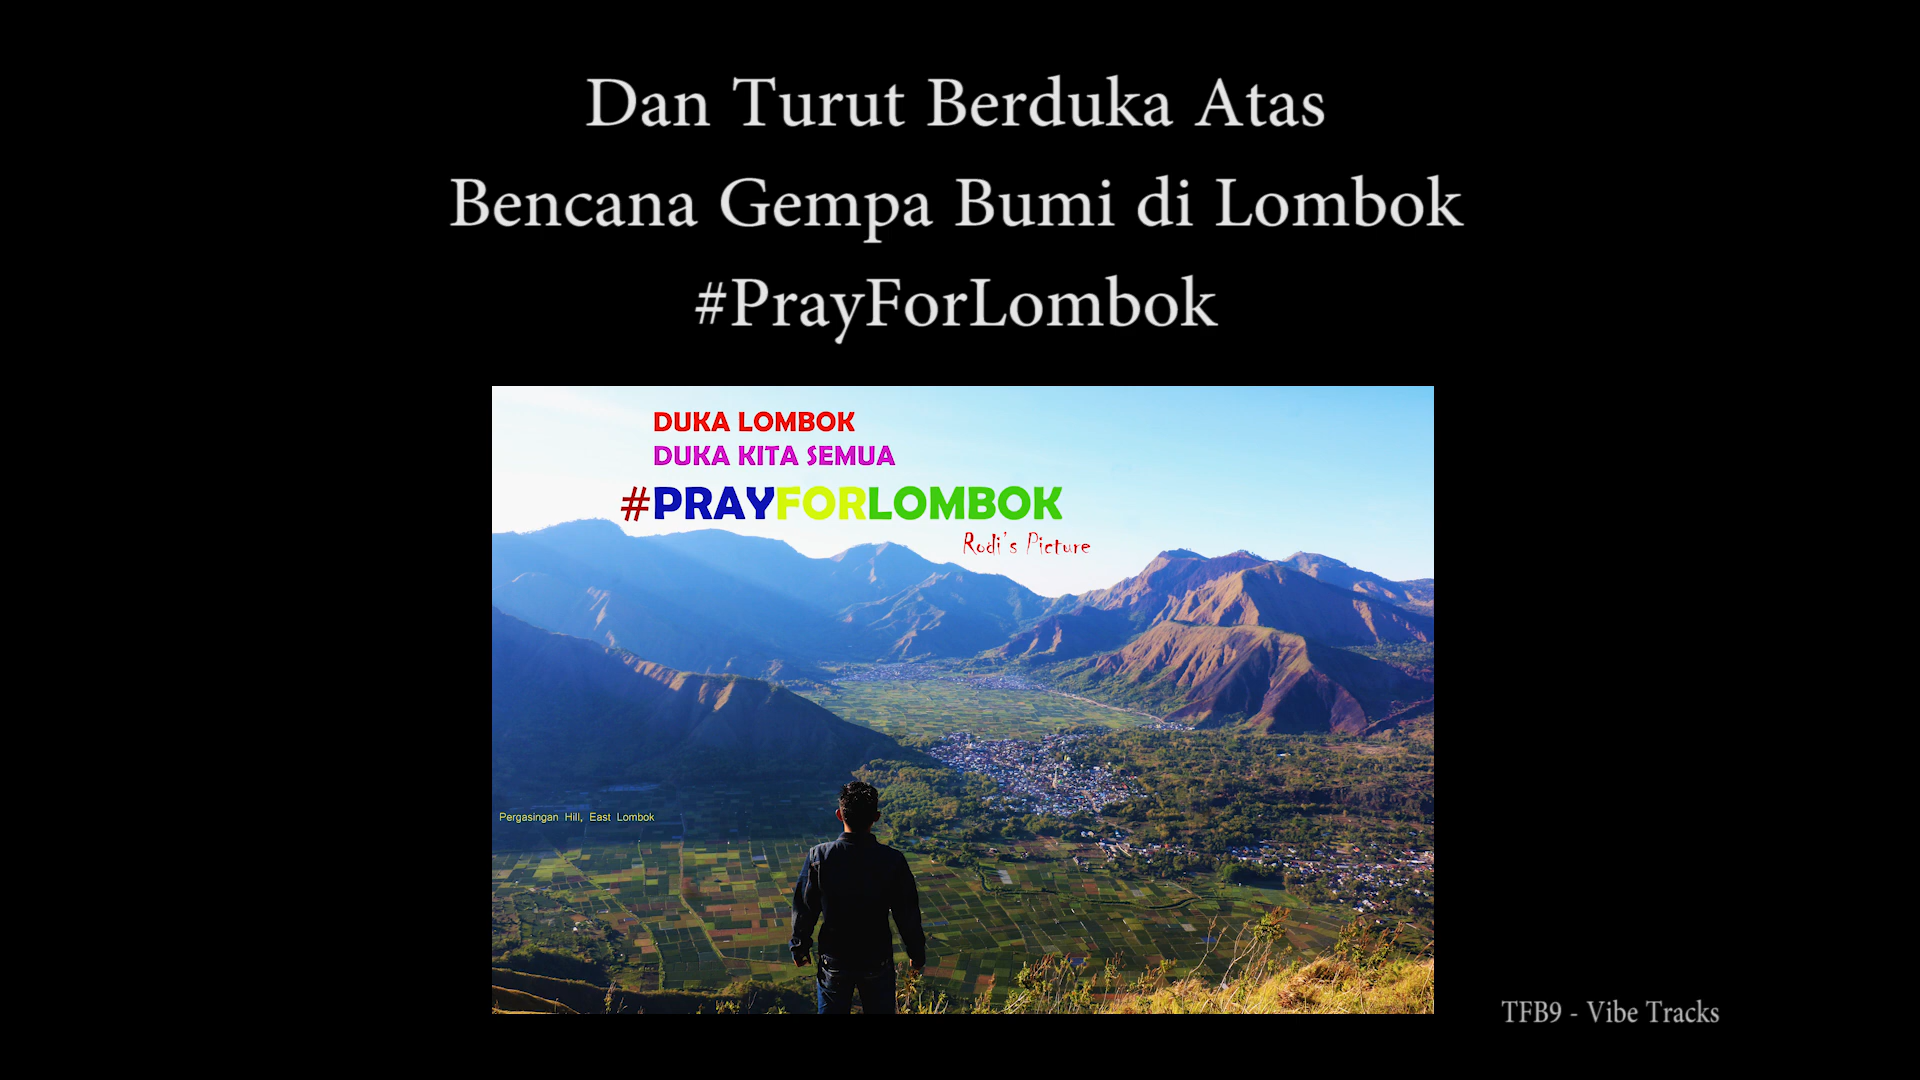 Dan Turut Berduka Atas
Bencana Gempa Bumi di Lombok
#PrayForLombok
DUKA LOMBOK
DUKA KITA SEMUA
#PRAYFORLOMBOK
Rodi's Picture
Pergasingan Hill, East Lombok
TFB9 - Vibe Tracks